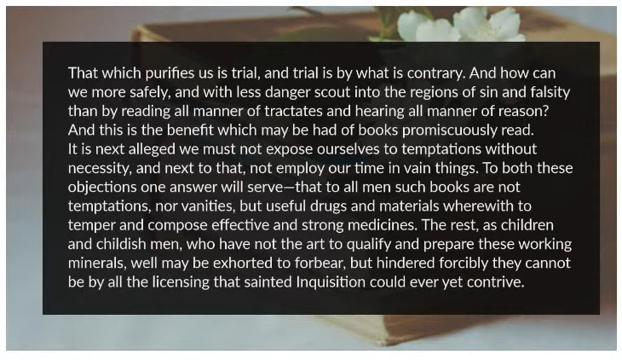 That which purifies us is trial, and trial is by what is contrary. And how can
we more safely, and with less danger scout into the regions of sin and falsity
than by reading all manner of tractates and hearing all manner of reason?
And this is the benefit which may be had of books promiscuously read.
It is next alleged we must not expose ourselves to temptations without
necessity, and next to that, not employ our time in vain things. To both these
objections one answer will serve—that to all men such books are not
temptations, nor vanities, but useful drugs and materials wherewith to
temper and compose effective and strong medicines. The rest, as children
and childish men, who have not the art to qualify and prepare these working
minerals, well may be exhorted to forbear, but hindered forcibly they cannot
be by all the licensing that sainted Inquisition could ever yet contrive.